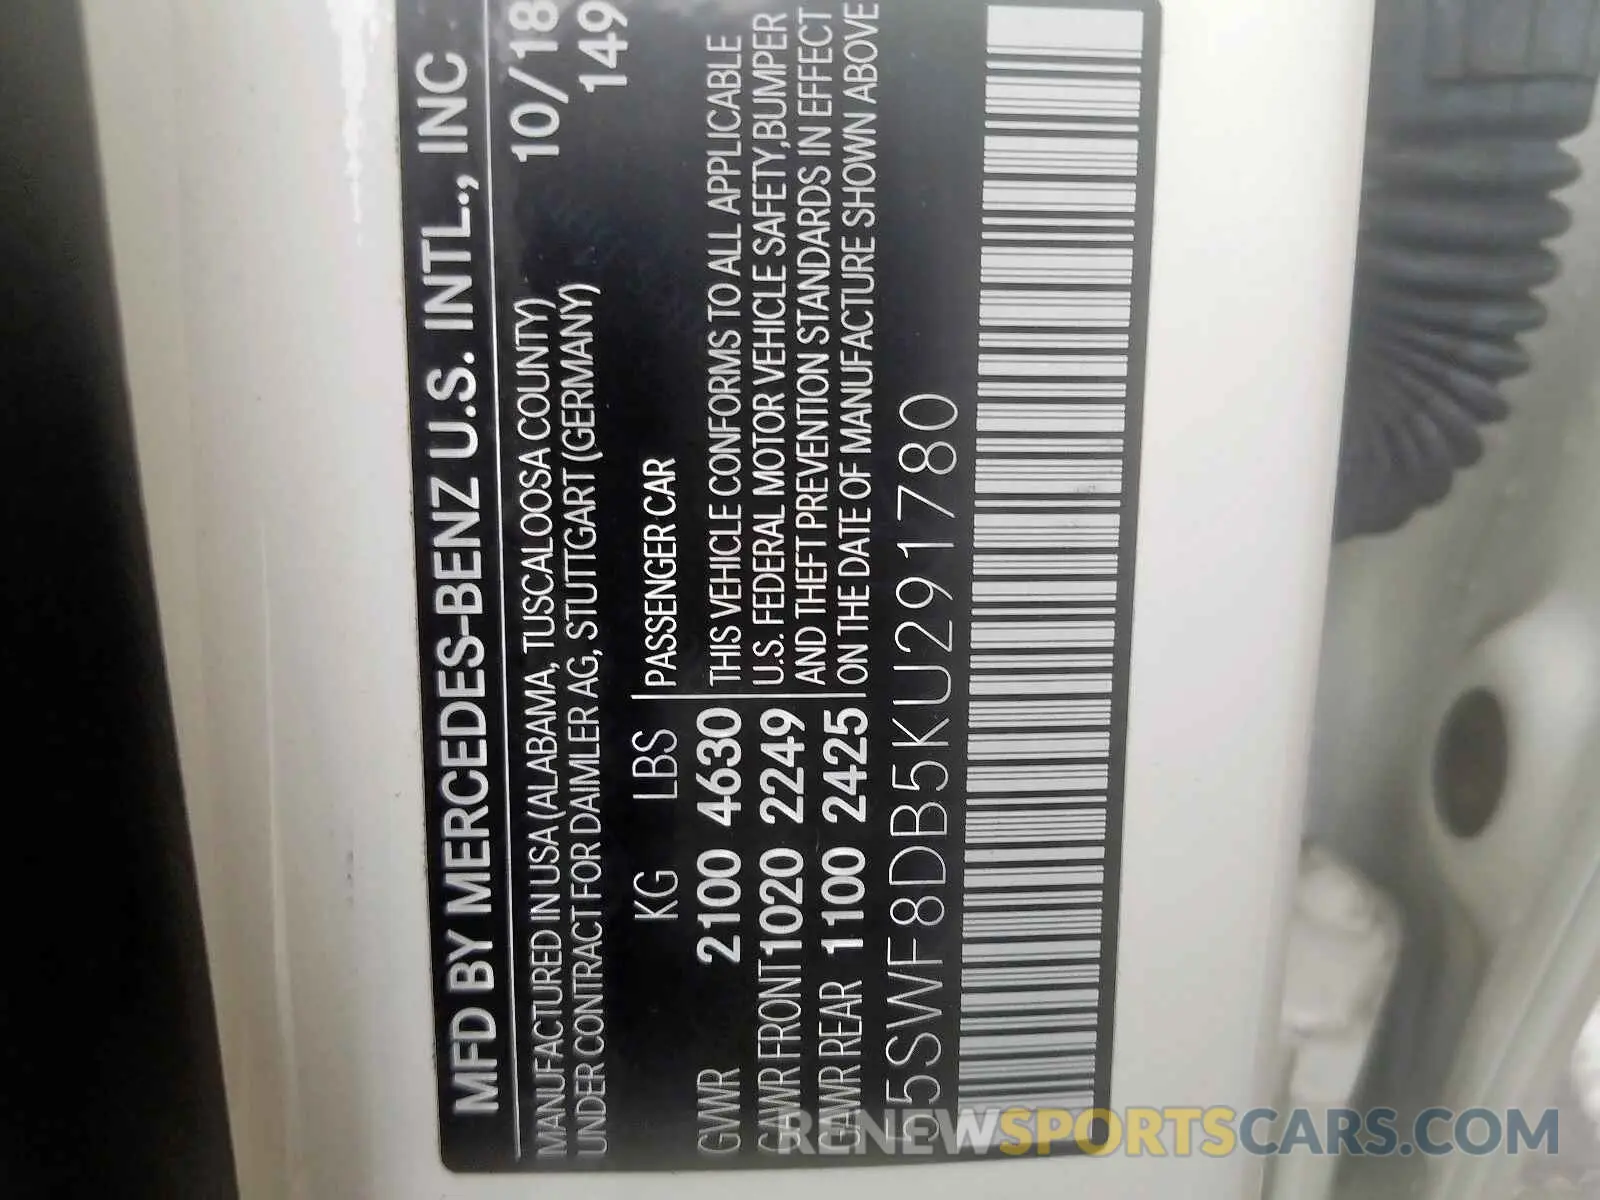 MFD BY MERCEDES-BENZ U.S. INTL., INC
MANUFACTURED IN USA (ALABAMA, TUSCALOOSA COUNTY) 10/18
UNDER CONTRACT FOR DAIMLER AG, STUTTGART (GERMANY) 149
KG LBS PASSENGER CAR
GVWR 2100 4630 THIS VEHICLE CONFORMS TO ALL APPLICABLE
GAWR FRONT 1020 2249 U.S. FEDERAL MOTOR VEHICLE SAFETY, BUMPER
GAWR REAR 1100 2425 AND THEFT PREVENTION STANDARDS IN EFFECT
ON THE DATE OF MANUFACTURE SHOWN ABOVE
55SWF8DB5KU291780
RENEWSPORTSCARS.COM